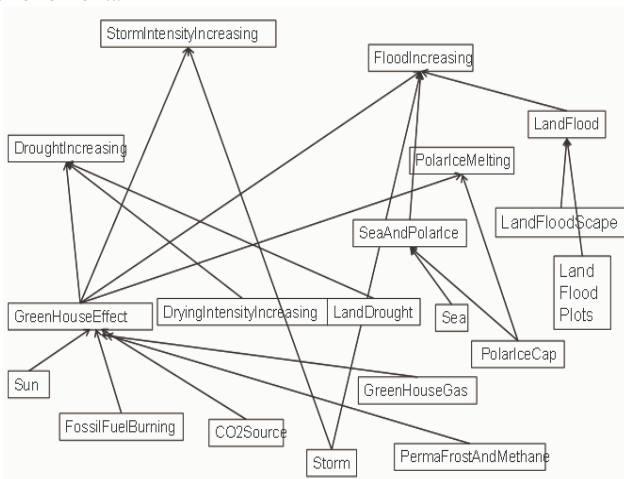 StormIntensityIncreasing
FloodIncreasing
LandFlood
DroughtIncreasing
PolarIceMelting
LandFloodScape
SeaAndPolarIce
Land
Flood
Plots
GreenHouseEffect
DryingIntensityIncreasing
LandDrought
Sea
PolarIceCap
Sun
GreenHouseGas
FossilFuelBurning
CO2Source
PermaFrostAndMethane
Storm